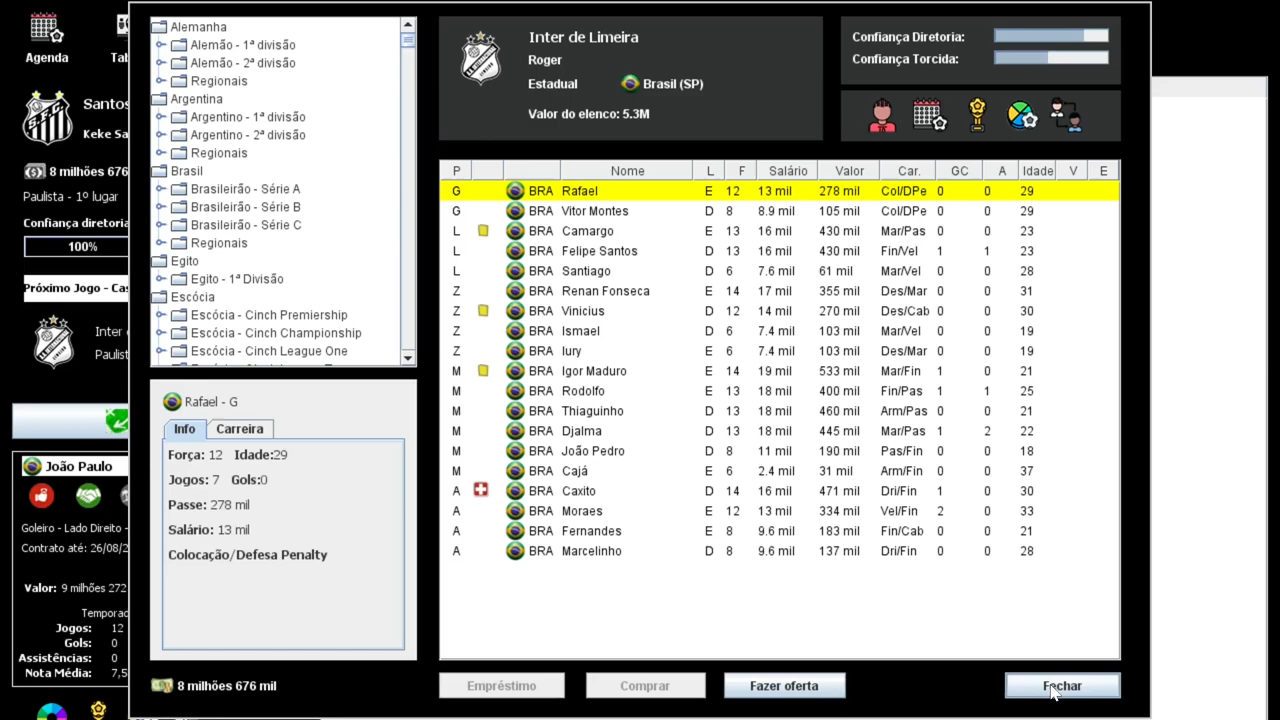 Agenda
Tab
Santos
Keke Sa
8 milhões 676
Paulista - 1º lugar
Confiança diretoria
100%
Próximo Jogo - Cas
Inter
Paulist
João Paulo
Goleiro - Lado Direito -
Contrato até: 26/08/2
Valor: 9 milhões 272
Temporad
Jogos: 12
Gols: 0
Assistências: 0
Nota Média: 7,5
Alemanha
Alemão - 1ª divisão
Alemão - 2ª divisão
Regionais
Argentina
Argentino - 1ª divisão
Argentino - 2ª divisão
Regionais
Brasil
Brasileirão - Série A
Brasileirão - Série B
Brasileirão - Série C
Regionais
Egito
Egito - 1ª Divisão
Escócia
Escócia - Cinch Premiership
Escócia - Cinch Championship
Escócia - Cinch League One
Rafael - G
Info Carreira
Força: 12 Idade:29
Jogos: 7 Gols:0
Passe: 278 mil
Salário: 13 mil
Colocação/Defesa Penalty
8 milhões 676 mil
Inter de Limeira
Roger
Estadual Brasil (SP)
Valor do elenco: 5.3M
Confiança Diretoria:
Confiança Torcida:
P Nome L F Salário Valor Car. GC A Idade V E
G BRA Rafael E 12 13 mil 278 mil Col/DPe 0 0 29
G BRA Vitor Montes D 8 8.9 mil 105 mil Col/DPe 0 0 29
L BRA Camargo E 13 16 mil 430 mil Mar/Pas 0 0 23
L BRA Felipe Santos D 13 16 mil 430 mil Fin/Vel 1 1 23
L BRA Santiago D 6 7.6 mil 61 mil Mar/Vel 0 0 28
Z BRA Renan Fonseca E 14 17 mil 355 mil Des/Mar 0 0 31
Z BRA Vinicius D 12 14 mil 270 mil Des/Cab 0 0 30
Z BRA Ismael D 6 7.4 mil 103 mil Mar/Vel 0 0 19
Z BRA Iury E 6 7.4 mil 103 mil Des/Mar 0 0 19
M BRA Igor Maduro E 14 19 mil 533 mil Mar/Fin 1 0 21
M BRA Rodolfo E 13 18 mil 400 mil Fin/Pas 1 1 25
M BRA Thiaguinho D 13 18 mil 460 mil Arm/Pas 0 0 21
M BRA Djalma D 13 18 mil 445 mil Mar/Pas 1 2 22
M BRA João Pedro D 8 11 mil 190 mil Pas/Fin 0 0 18
M BRA Cajá E 6 2.4 mil 31 mil Arm/Fin 0 0 37
A BRA Caxito D 14 16 mil 471 mil Dri/Fin 1 0 30
A BRA Moraes E 12 13 mil 334 mil Vel/Fin 2 0 33
A BRA Fernandes E 8 9.6 mil 183 mil Fin/Cab 0 0 21
A BRA Marcelinho D 8 9.6 mil 137 mil Dri/Fin 0 0 28
Empréstimo Comprar Fazer oferta Fechar